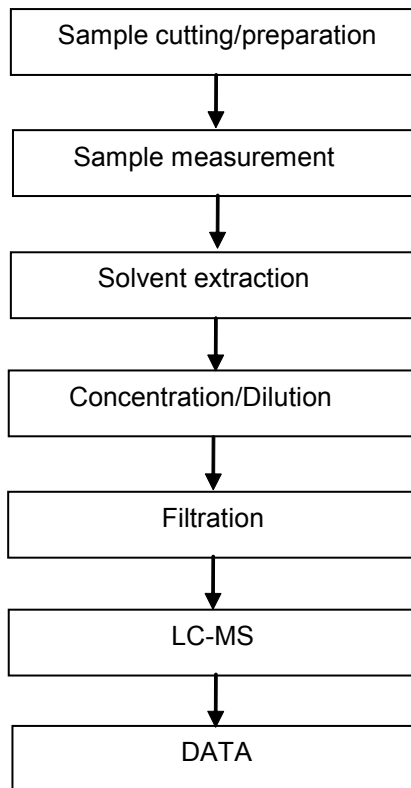 Sample cutting/preparation
Sample measurement
Solvent extraction
Concentration/Dilution
Filtration
LC-MS
DATA